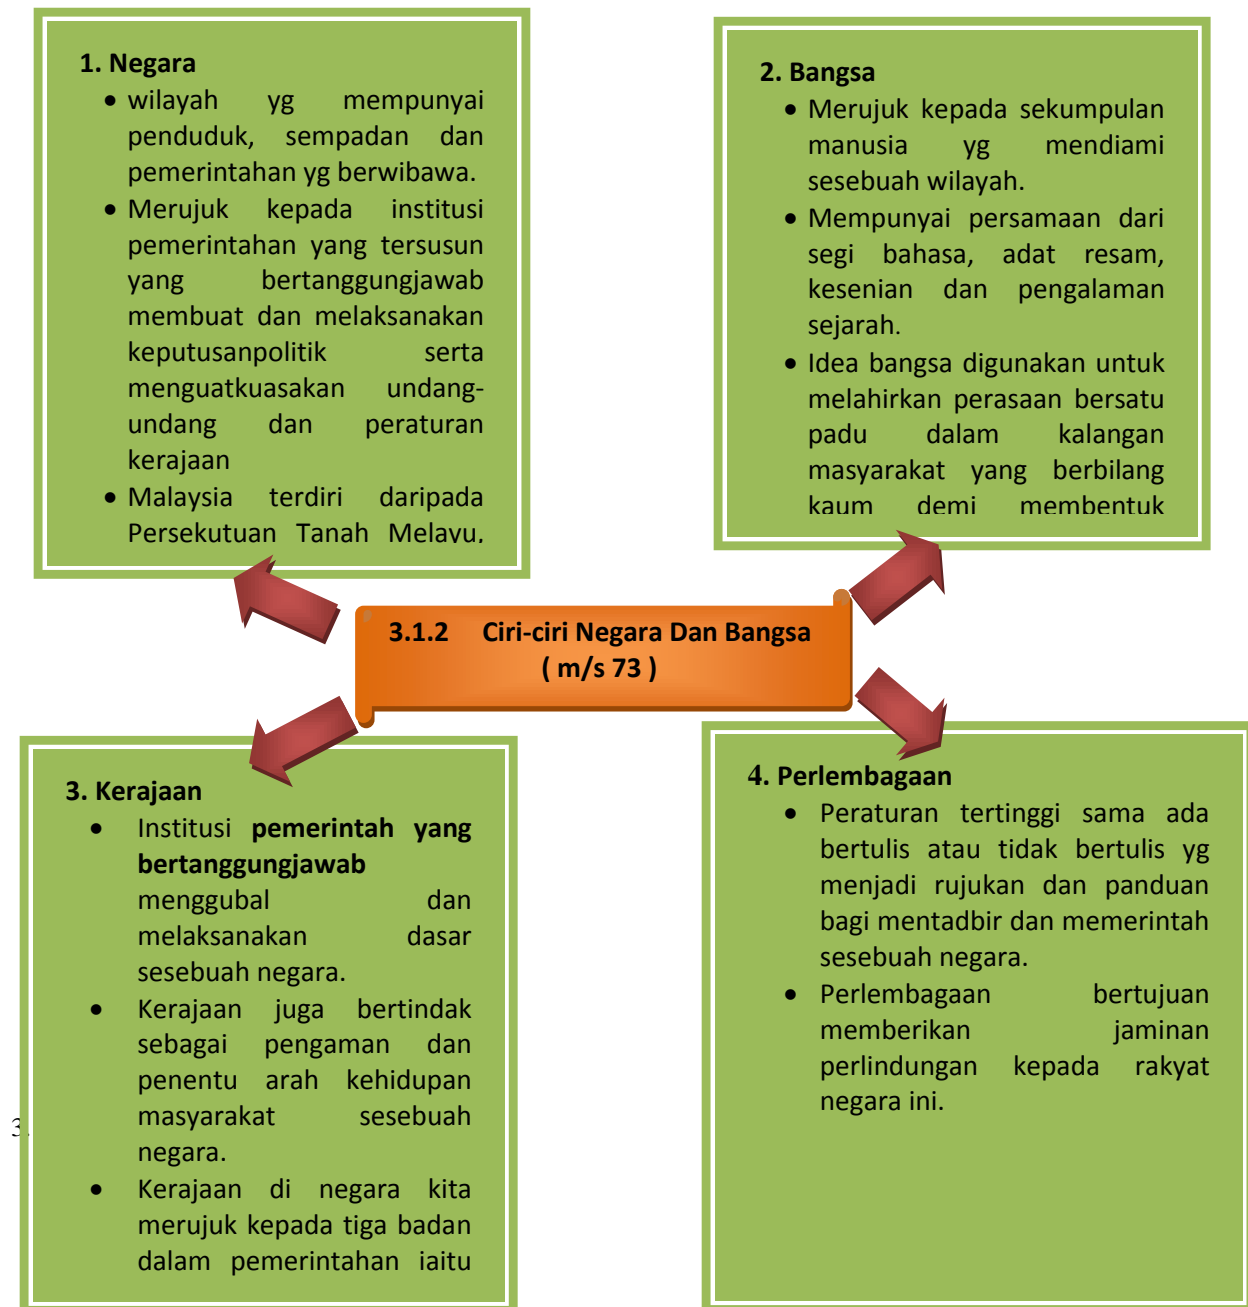 1. Negara
• wilayah yg mempunyai
penduduk, sempadan dan
pemerintahan yg berwibawa.
• Merujuk kepada institusi
pemerintahan yang tersusun
yang bertanggungjawab
membuat dan melaksanakan
keputusanpolitik serta
menguatkuasakan undang-
undang dan peraturan
kerajaan
• Malaysia terdiri daripada
Persekutuan Tanah Melayu,
2. Bangsa
• Merujuk kepada sekumpulan
manusia yg mendiami
sesebuah wilayah.
• Mempunyai persamaan dari
segi bahasa, adat resam,
kesenian dan pengalaman
sejarah.
• Idea bangsa digunakan untuk
melahirkan perasaan bersatu
padu dalam kalangan
masyarakat yang berbilang
kaum demi membentuk
3.1.2 Ciri-ciri Negara Dan Bangsa
( m/s 73 )
3. Kerajaan
• Institusi pemerintah yang
bertanggungjawab
menggubal dan
melaksanakan dasar
sesebuah negara.
• Kerajaan juga bertindak
sebagai pengaman dan
penentu arah kehidupan
masyarakat sesebuah
negara.
• Kerajaan di negara kita
merujuk kepada tiga badan
dalam pemerintahan iaitu
4. Perlembagaan
• Peraturan tertinggi sama ada
bertulis atau tidak bertulis yg
menjadi rujukan dan panduan
bagi mentadbir dan memerintah
sesebuah negara.
• Perlembagaan bertujuan
memberikan jaminan
perlindungan kepada rakyat
negara ini.
3.